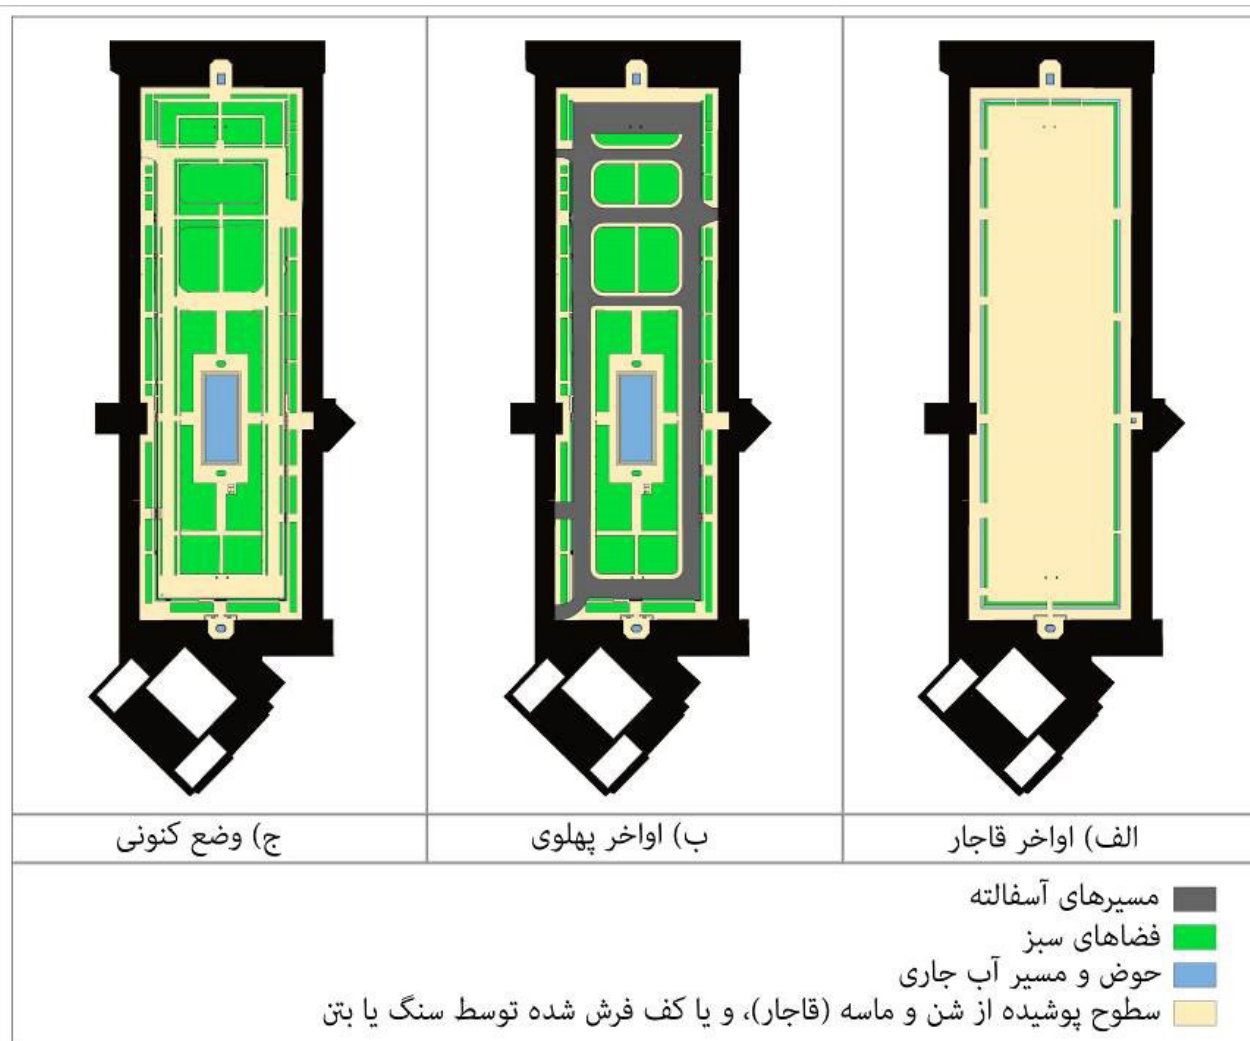 الف) اواخر قاجار
ب) اواخر پهلوی
ج) وضع کنونی
مسیرهای آسفالته
فضاهای سبز
حوض و مسیر آب جاری
سطوح پوشیده از شن و ماسه (قاجار)، و یا کف فرش شده توسط سنگ یا بتن